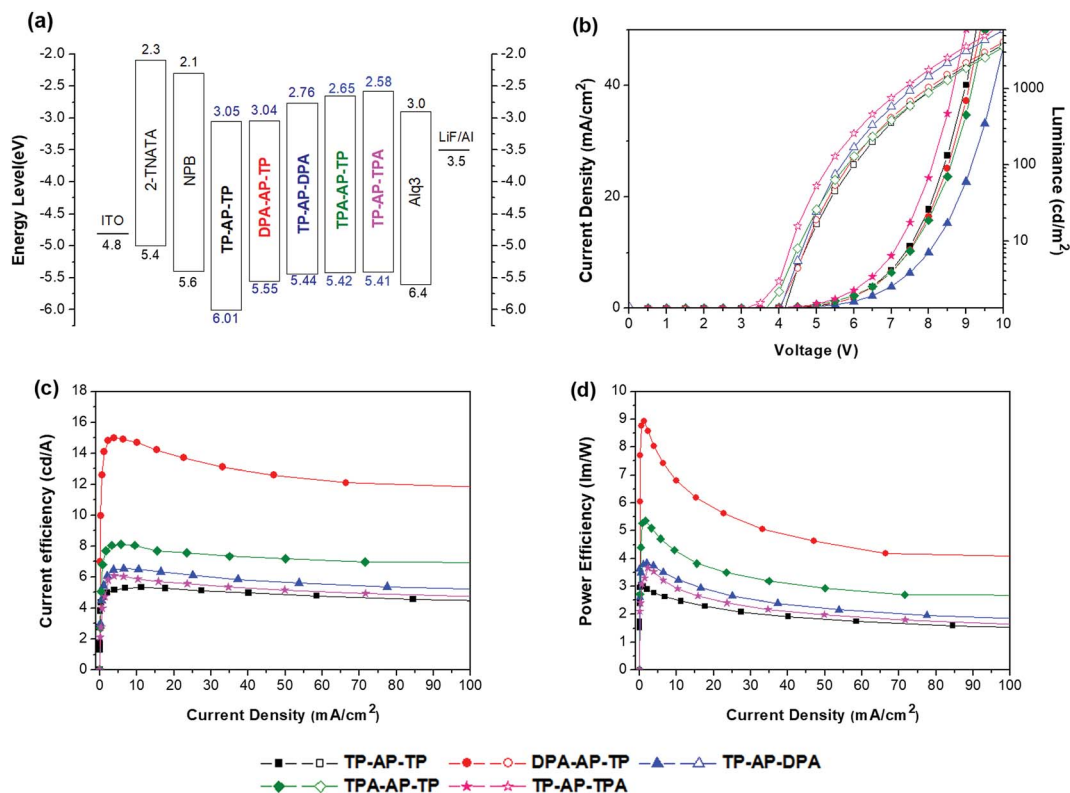 (a)
Energy Level(eV)
-2.0
-2.5
-3.0
-3.5
-4.0
-4.5
-5.0
-5.5
-6.0
ITO
4.8
2.3
2-TNATA
5.4
2.1
NPB
5.6
3.05
TP-AP-TP
6.01
3.04
DPA-AP-TP
5.55
2.76
TP-AP-DPA
5.44
2.65
TPA-AP-TP
5.42
2.58
TP-AP-TPA
5.41
3.0
Alq3
6.4
LiF/Al
3.5
-2.0
-2.5
-3.0
-3.5
-4.0
-4.5
-5.0
-5.5
-6.0
(b)
Current Density (mA/cm²)
40
20
0
0 1 2 3 4 5 6 7 8 9 10
Voltage (V)
1000
100
10
Luminance (cd/m²)
(c)
Current efficiency (cd/A)
18
16
14
12
10
8
6
4
2
0
0 10 20 30 40 50 60 70 80 90 100
Current Density (mA/cm²)
(d)
Power Efficiency (lm/W)
10
9
8
7
6
5
4
3
2
1
0
0 10 20 30 40 50 60 70 80 90 100
Current Density (mA/cm²)
TP-AP-TP DPA-AP-TP TP-AP-DPA
TPA-AP-TP TP-AP-TPA